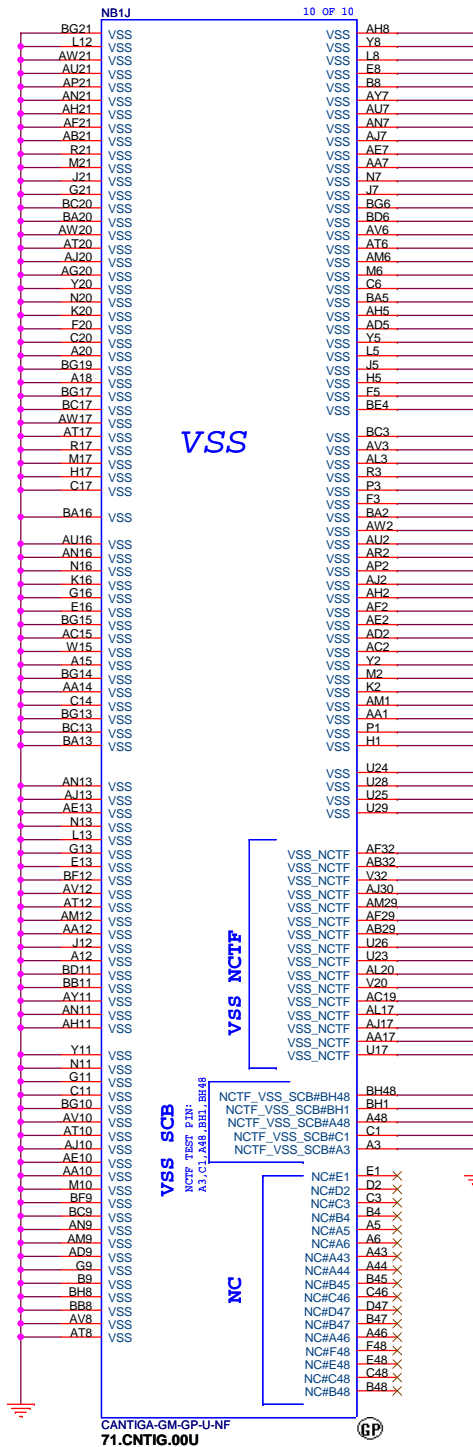 NB1J 10 OF 10
BG21 VSS VSS AH8
L12 VSS VSS Y8
AW21 VSS VSS L8
AU21 VSS VSS E8
AP21 VSS VSS B8
AN21 VSS VSS AY7
AH21 VSS VSS AU7
AF21 VSS VSS AN7
AB21 VSS VSS AJ7
R21 VSS VSS AE7
M21 VSS VSS AA7
J21 VSS VSS N7
G21 VSS VSS J7
BC20 VSS VSS BG6
BA20 VSS VSS BD6
AW20 VSS VSS AV6
AT20 VSS VSS AT6
AJ20 VSS VSS AM6
AG20 VSS VSS M6
Y20 VSS VSS C6
N20 VSS VSS BA5
K20 VSS VSS AH5
F20 VSS VSS AD5
C20 VSS VSS Y5
A20 VSS VSS L5
BG19 VSS VSS J5
A18 VSS VSS H5
BG17 VSS VSS F5
BC17 VSS VSS BE4
AW17 VSS
AT17 VSS VSS BC3
R17 VSS VSS AV3
M17 VSS VSS AL3
H17 VSS VSS R3
C17 VSS VSS P3
VSS
VSS F3
BA16 VSS VSS BA2
VSS AW2
AU16 VSS VSS AU2
AN16 VSS VSS AR2
N16 VSS VSS AP2
K16 VSS VSS AJ2
G16 VSS VSS AH2
E16 VSS VSS AF2
BG15 VSS VSS AE2
AC15 VSS VSS AD2
W15 VSS VSS AC2
A15 VSS VSS Y2
BG14 VSS VSS M2
AA14 VSS VSS K2
C14 VSS VSS AM1
BG13 VSS VSS AA1
BC13 VSS VSS P1
BA13 VSS VSS H1
VSS U24
AN13 VSS VSS U28
AJ13 VSS VSS U25
AE13 VSS VSS U29
N13 VSS
L13 VSS
G13 VSS VSS_NCTF AF32
E13 VSS VSS_NCTF AB32
BF12 VSS VSS_NCTF V32
AV12 VSS VSS_NCTF AJ30
AT12 VSS VSS_NCTF AM29
AM12 VSS VSS_NCTF AF29
AA12 VSS VSS_NCTF AB29
J12 VSS VSS_NCTF U26
A12 VSS VSS_NCTF U23
BD11 VSS VSS_NCTF AL20
BB11 VSS VSS_NCTF V20
AY11 VSS VSS_NCTF AC19
AN11 VSS VSS_NCTF AL17
AH11 VSS VSS_NCTF AJ17
VSS_NCTF AA17
Y11 VSS VSS_NCTF U17
VSS NCTF
N11 VSS
G11 VSS
C11 VSS NCTF_VSS_SCB#BH48 BH48
BG10 VSS NCTF_VSS_SCB#BH1 BH1
AV10 VSS NCTF_VSS_SCB#A48 A48
AT10 VSS NCTF_VSS_SCB#C1 C1
AJ10 VSS NCTF_VSS_SCB#A3 A3
VSS SCB
NCTF TEST PIN:
A3,C1,A48,BH1,BH48
AE10 VSS
AA10 VSS NC#E1 E1
M10 VSS NC#D2 D2
BF9 VSS NC#C3 C3
BC9 VSS NC#B4 B4
AN9 VSS NC#A5 A5
AM9 VSS NC#A6 A6
AD9 VSS NC#A43 A43
G9 VSS NC#A44 A44
B9 VSS NC#B45 B45
BH8 VSS NC#C46 C46
BB8 VSS NC#D47 D47
AV8 VSS NC#B47 B47
AT8 VSS NC#A46 A46
NC#F48 F48
NC#E48 E48
NC#C48 C48
NC#B48 B48
NC
CANTIGA-GM-GP-U-NF
71.CNTIG.00U
GP